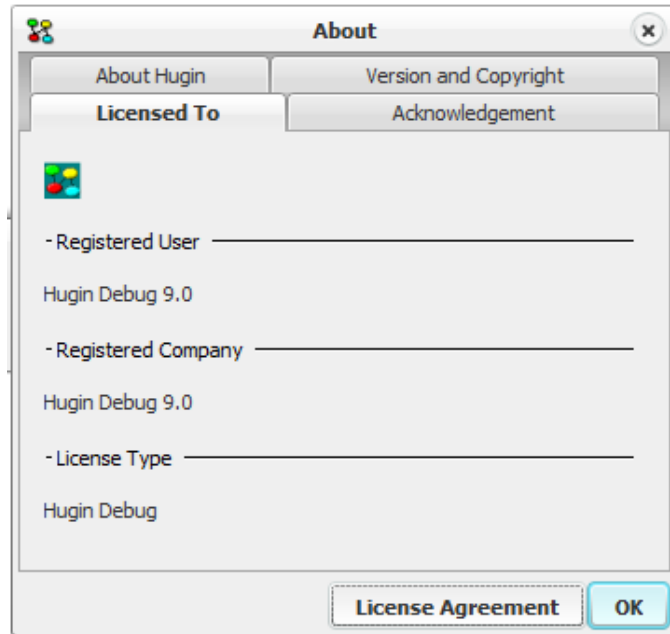 About
About Hugin
Version and Copyright
Licensed To
Acknowledgement
- Registered User
Hugin Debug 9.0
- Registered Company
Hugin Debug 9.0
- License Type
Hugin Debug
License Agreement
OK